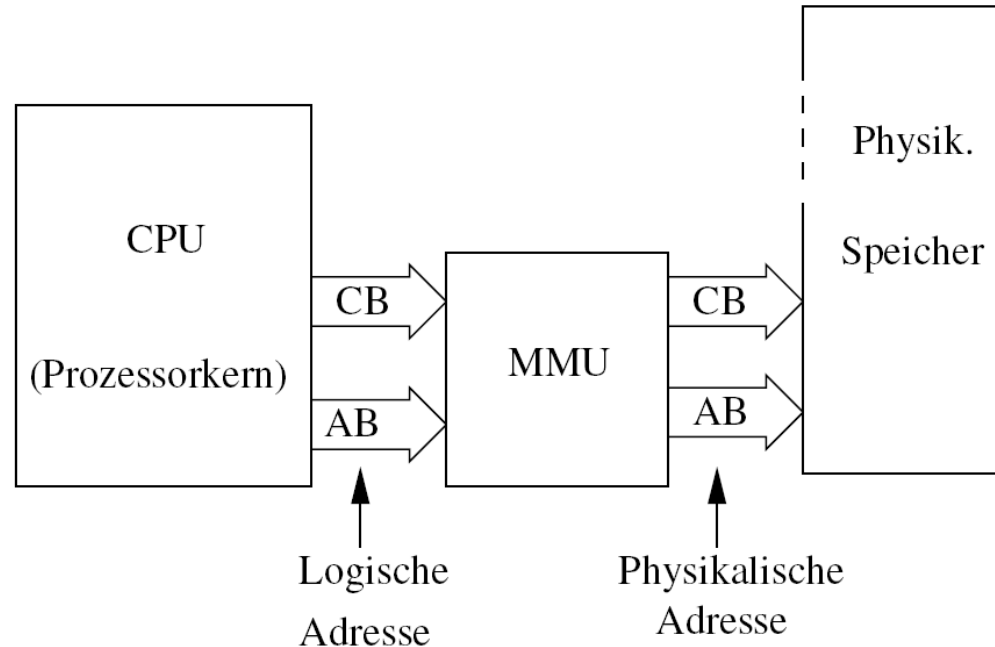 CPU
(Prozessorkern)
CB
AB
Logische
Adresse
MMU
CB
AB
Physikalische
Adresse
Physik.
Speicher